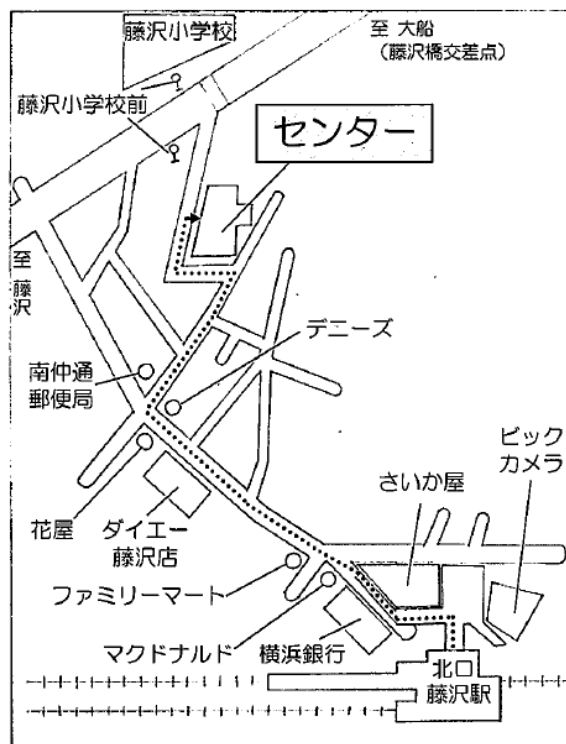 藤沢小学校
至 大船
（藤沢橋交差点）
藤沢小学校前
センター
至 藤沢
デニーズ
南仲通
郵便局
ビック
カメラ
さいか屋
花屋
ダイエー
藤沢店
ファミリーマート
マクドナルド
横浜銀行
北口
藤沢駅